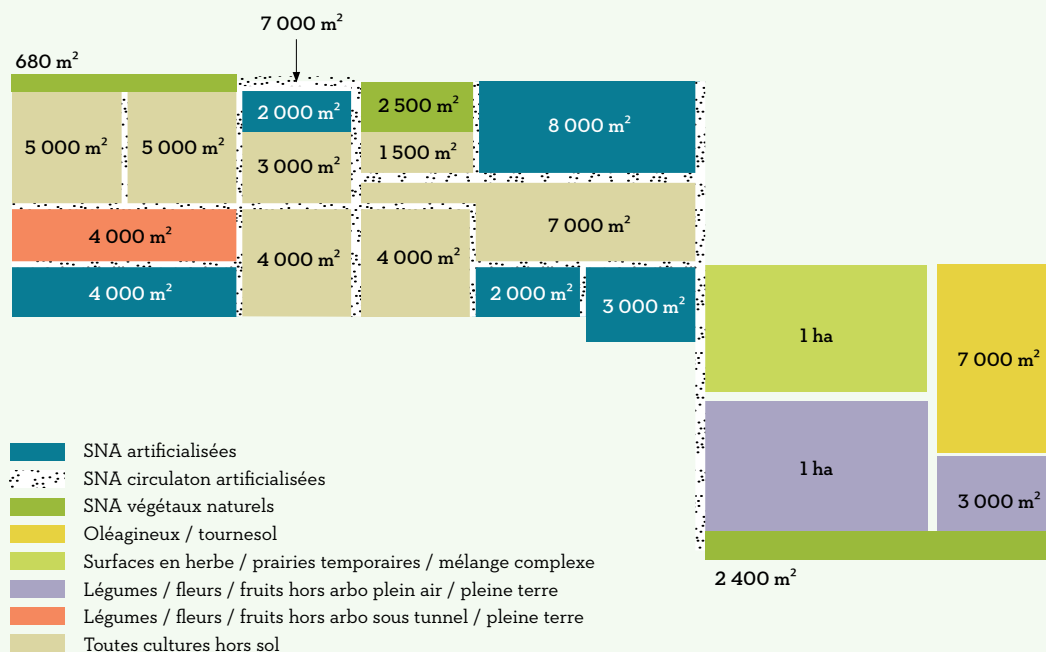 7 000 m²
680 m²
2 000 m²
2 500 m²
8 000 m²
5 000 m²
5 000 m²
3 000 m²
1 500 m²
4 000 m²
4 000 m²
4 000 m²
7 000 m²
4 000 m²
2 000 m²
3 000 m²
1 ha
7 000 m²
1 ha
3 000 m²
2 400 m²
SNA artificialisées
SNA circulaton artificialisées
SNA végétaux naturels
Oléagineux / tournesol
Surfaces en herbe / prairies temporaires / mélange complexe
Légumes / fleurs / fruits hors arbo plein air / pleine terre
Légumes / fleurs / fruits hors arbo sous tunnel / pleine terre
Toutes cultures hors sol